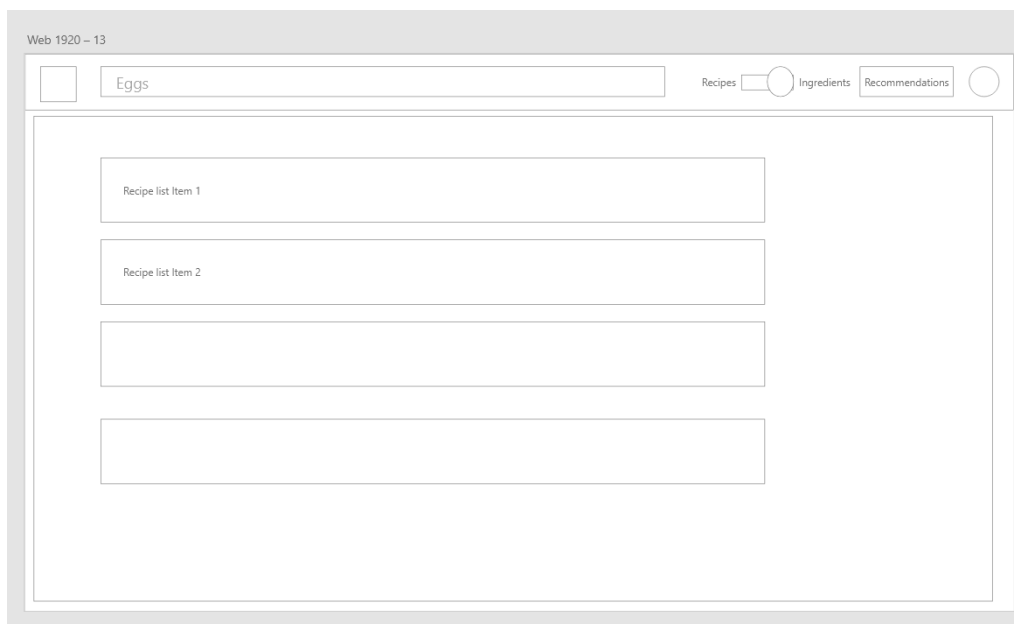 Web 1920 – 13
Eggs
Recipes
Ingredients
Recommendations
Recipe list Item 1
Recipe list Item 2